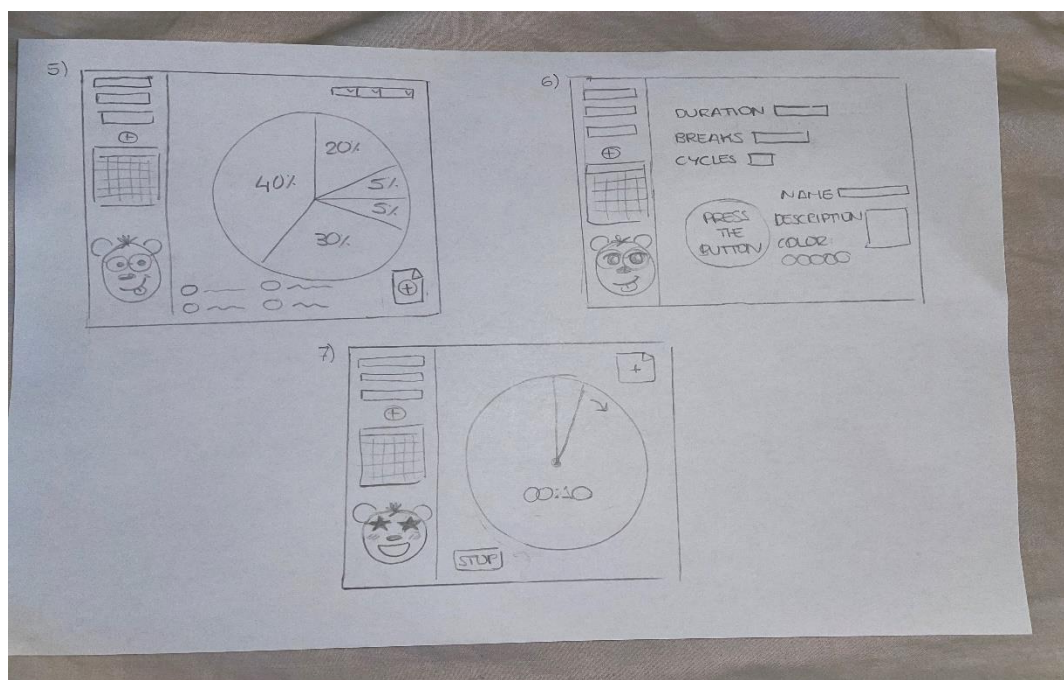 5)
20%
40%
5%
5%
30%
6)
DURATION
BREAKS
CYCLES
NAME
PRESS
THE
BUTTON
DESCRIPTION
COLOR:
7)
+
00:10
STOP